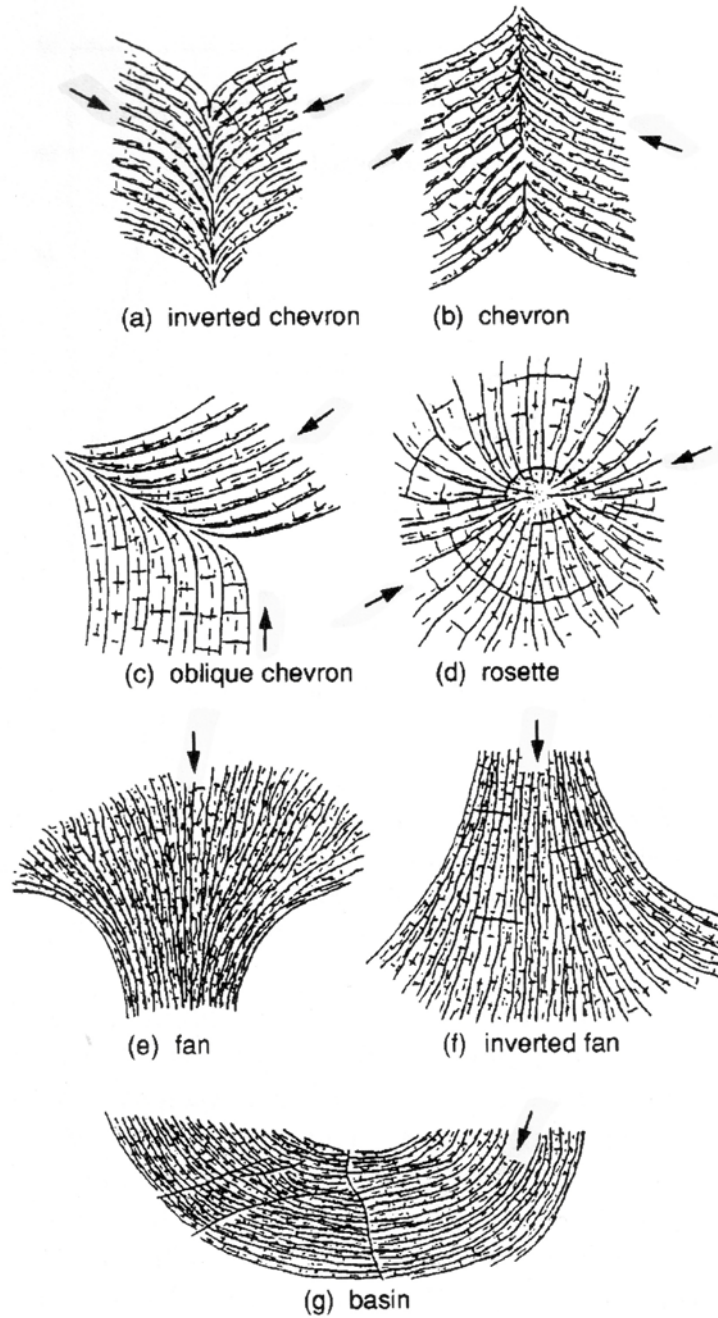 (a) inverted chevron
(b) chevron
(c) oblique chevron
(d) rosette
(e) fan
(f) inverted fan
(g) basin